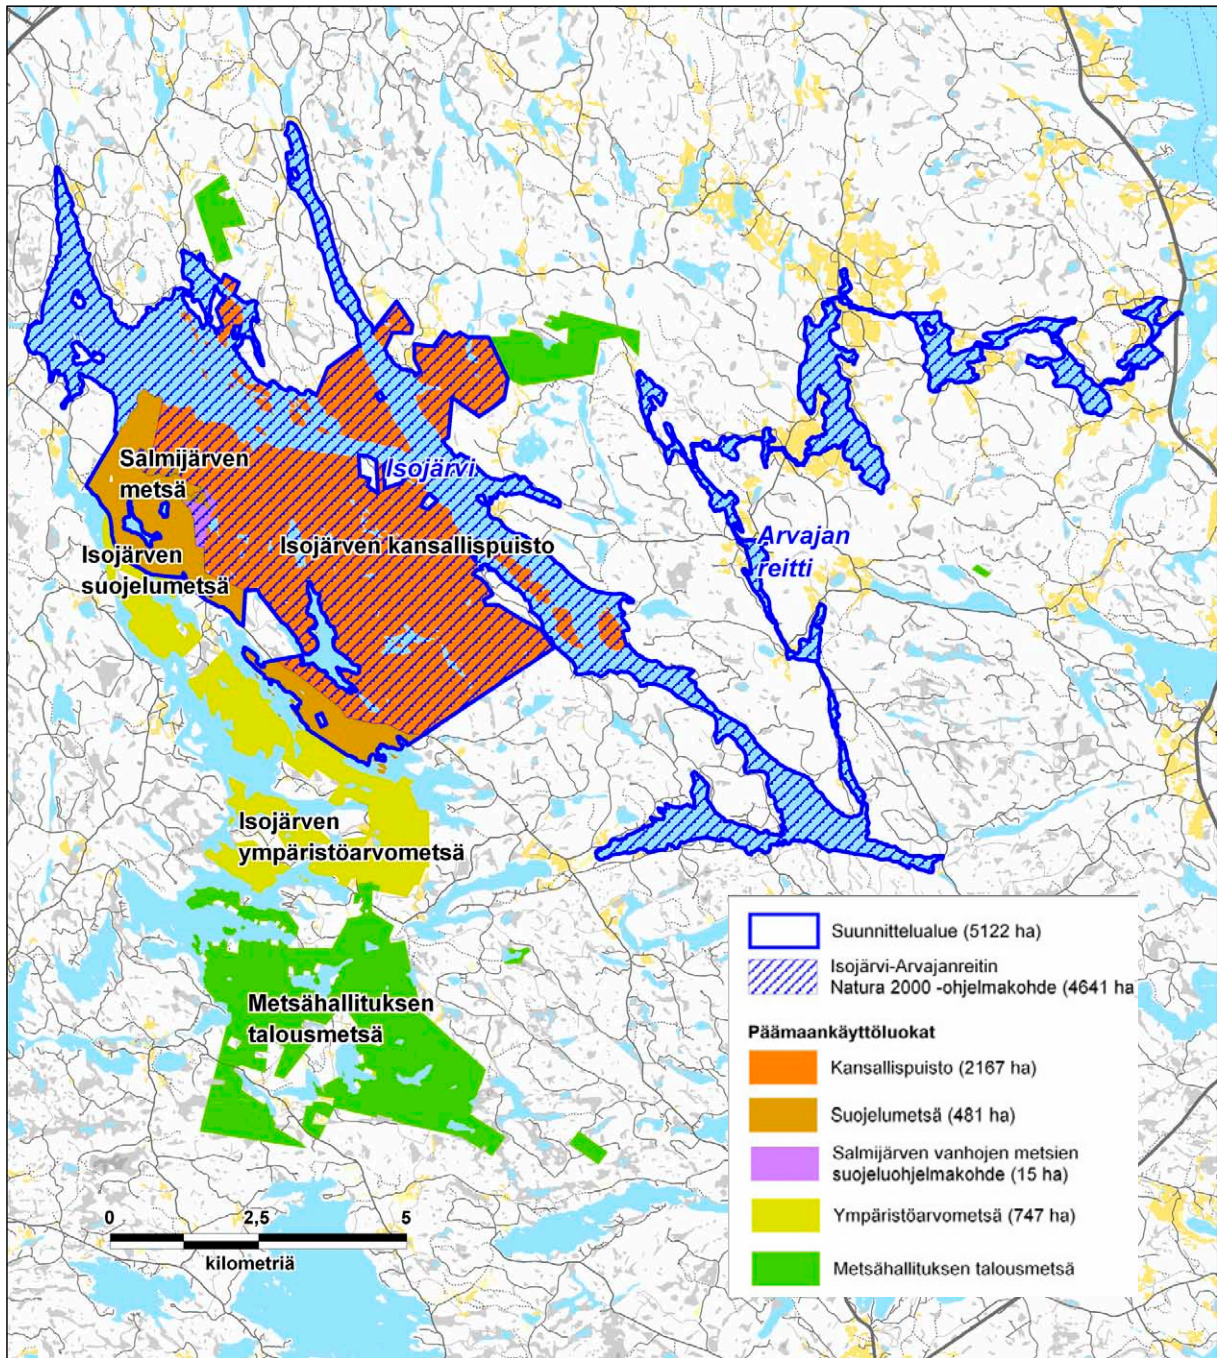 Salmijärven
metsä
Isojärvi
Isojärven kansallispuisto
Isojärven
suojelumetsä
Arvajan
reitti
Isojärven
ympäristöarvometsä
Metsähallituksen
talousmetsä
0 2,5 5
kilometriä
Suunnittelualue (5122 ha)
Isojärvi-Arvajanreitin
Natura 2000 -ohjelmakohde (4641 ha
Päämaankäyttöluokat
Kansallispuisto (2167 ha)
Suojelumetsä (481 ha)
Salmijärven vanhojen metsien
suojeluohjelmakohde (15 ha)
Ympäristöarvometsä (747 ha)
Metsähallituksen talousmetsä